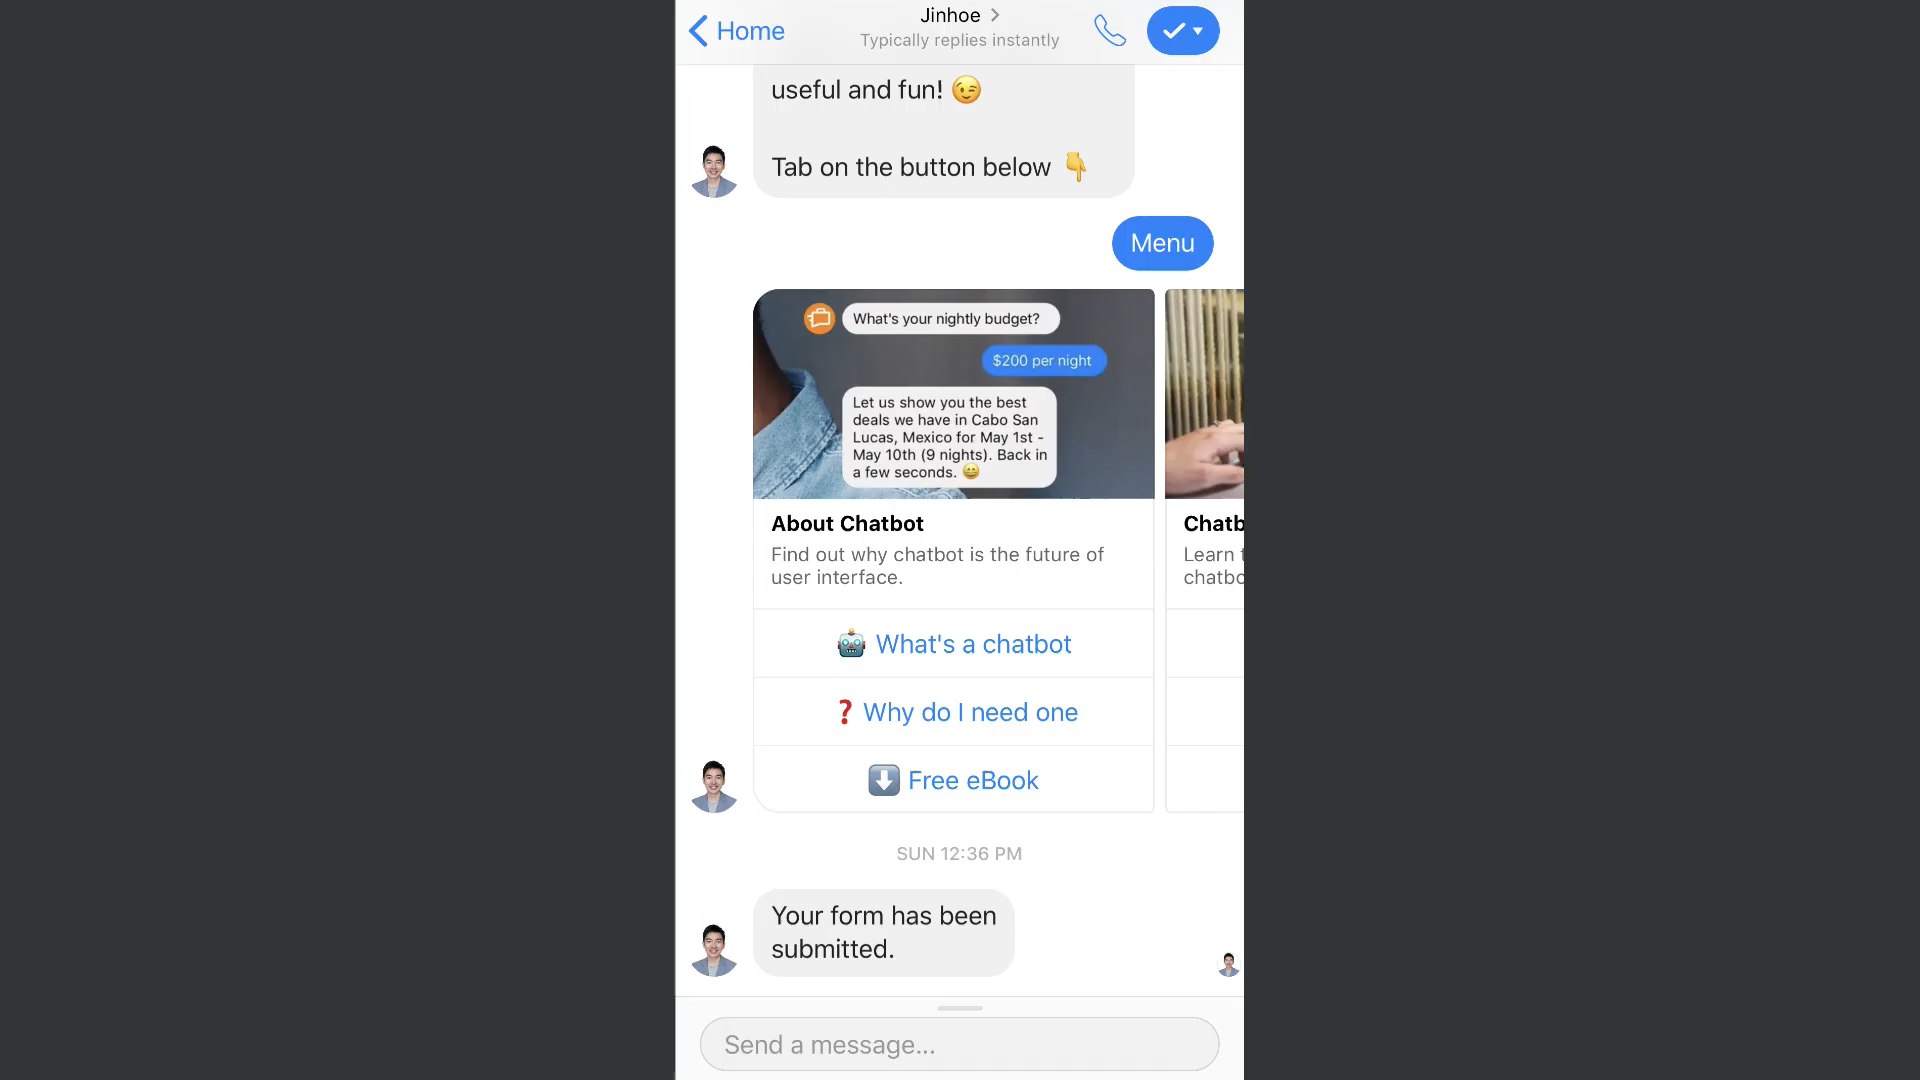 Home
Jinhoe
Typically replies instantly
useful and fun! 😉
Tab on the button below 👇
Menu
What's your nightly budget?
$200 per night
Let us show you the best
deals we have in Cabo San
Lucas, Mexico for May 1st -
May 10th (9 nights). Back in
a few seconds. 😄
About Chatbot
Find out why chatbot is the future of
user interface.
🤖 What's a chatbot
❓ Why do I need one
⬇️ Free eBook
Chatb
Learn
chatbo
SUN 12:36 PM
Your form has been
submitted.
Send a message...